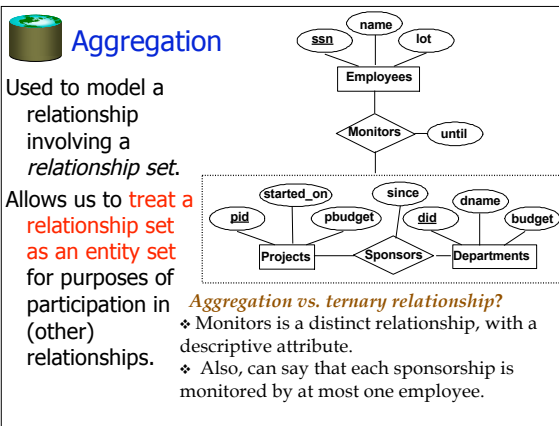 Aggregation
Used to model a
relationship
involving a
relationship set.
Allows us to treat a
relationship set
as an entity set
for purposes of
participation in
(other)
relationships.
name
ssn
lot
Employees
Monitors
until
started_on
since
dname
pid
pbudget
did
budget
Projects
Sponsors
Departments
Aggregation vs. ternary relationship?
❖ Monitors is a distinct relationship, with a
descriptive attribute.
❖ Also, can say that each sponsorship is
monitored by at most one employee.